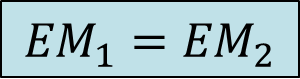 EM₁ = EM₂